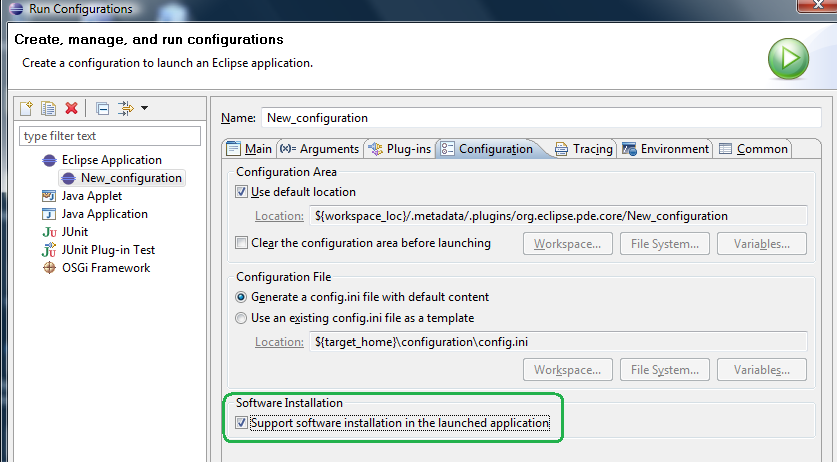 Run Configurations
Create, manage, and run configurations
Create a configuration to launch an Eclipse application.
type filter text
Eclipse Application
New_configuration
Java Applet
Java Application
JUnit
JUnit Plug-in Test
OSGi Framework
Name: New_configuration
Main (x)= Arguments Plug-ins Configuration Tracing Environment Common
Configuration Area
Use default location
Location: ${workspace_loc}/.metadata/.plugins/org.eclipse.pde.core/New_configuration
Clear the configuration area before launching Workspace... File System... Variables...
Configuration File
Generate a config.ini file with default content
Use an existing config.ini file as a template
Location: ${target_home}\configuration\config.ini
Workspace... File System... Variables...
Software Installation
Support software installation in the launched application